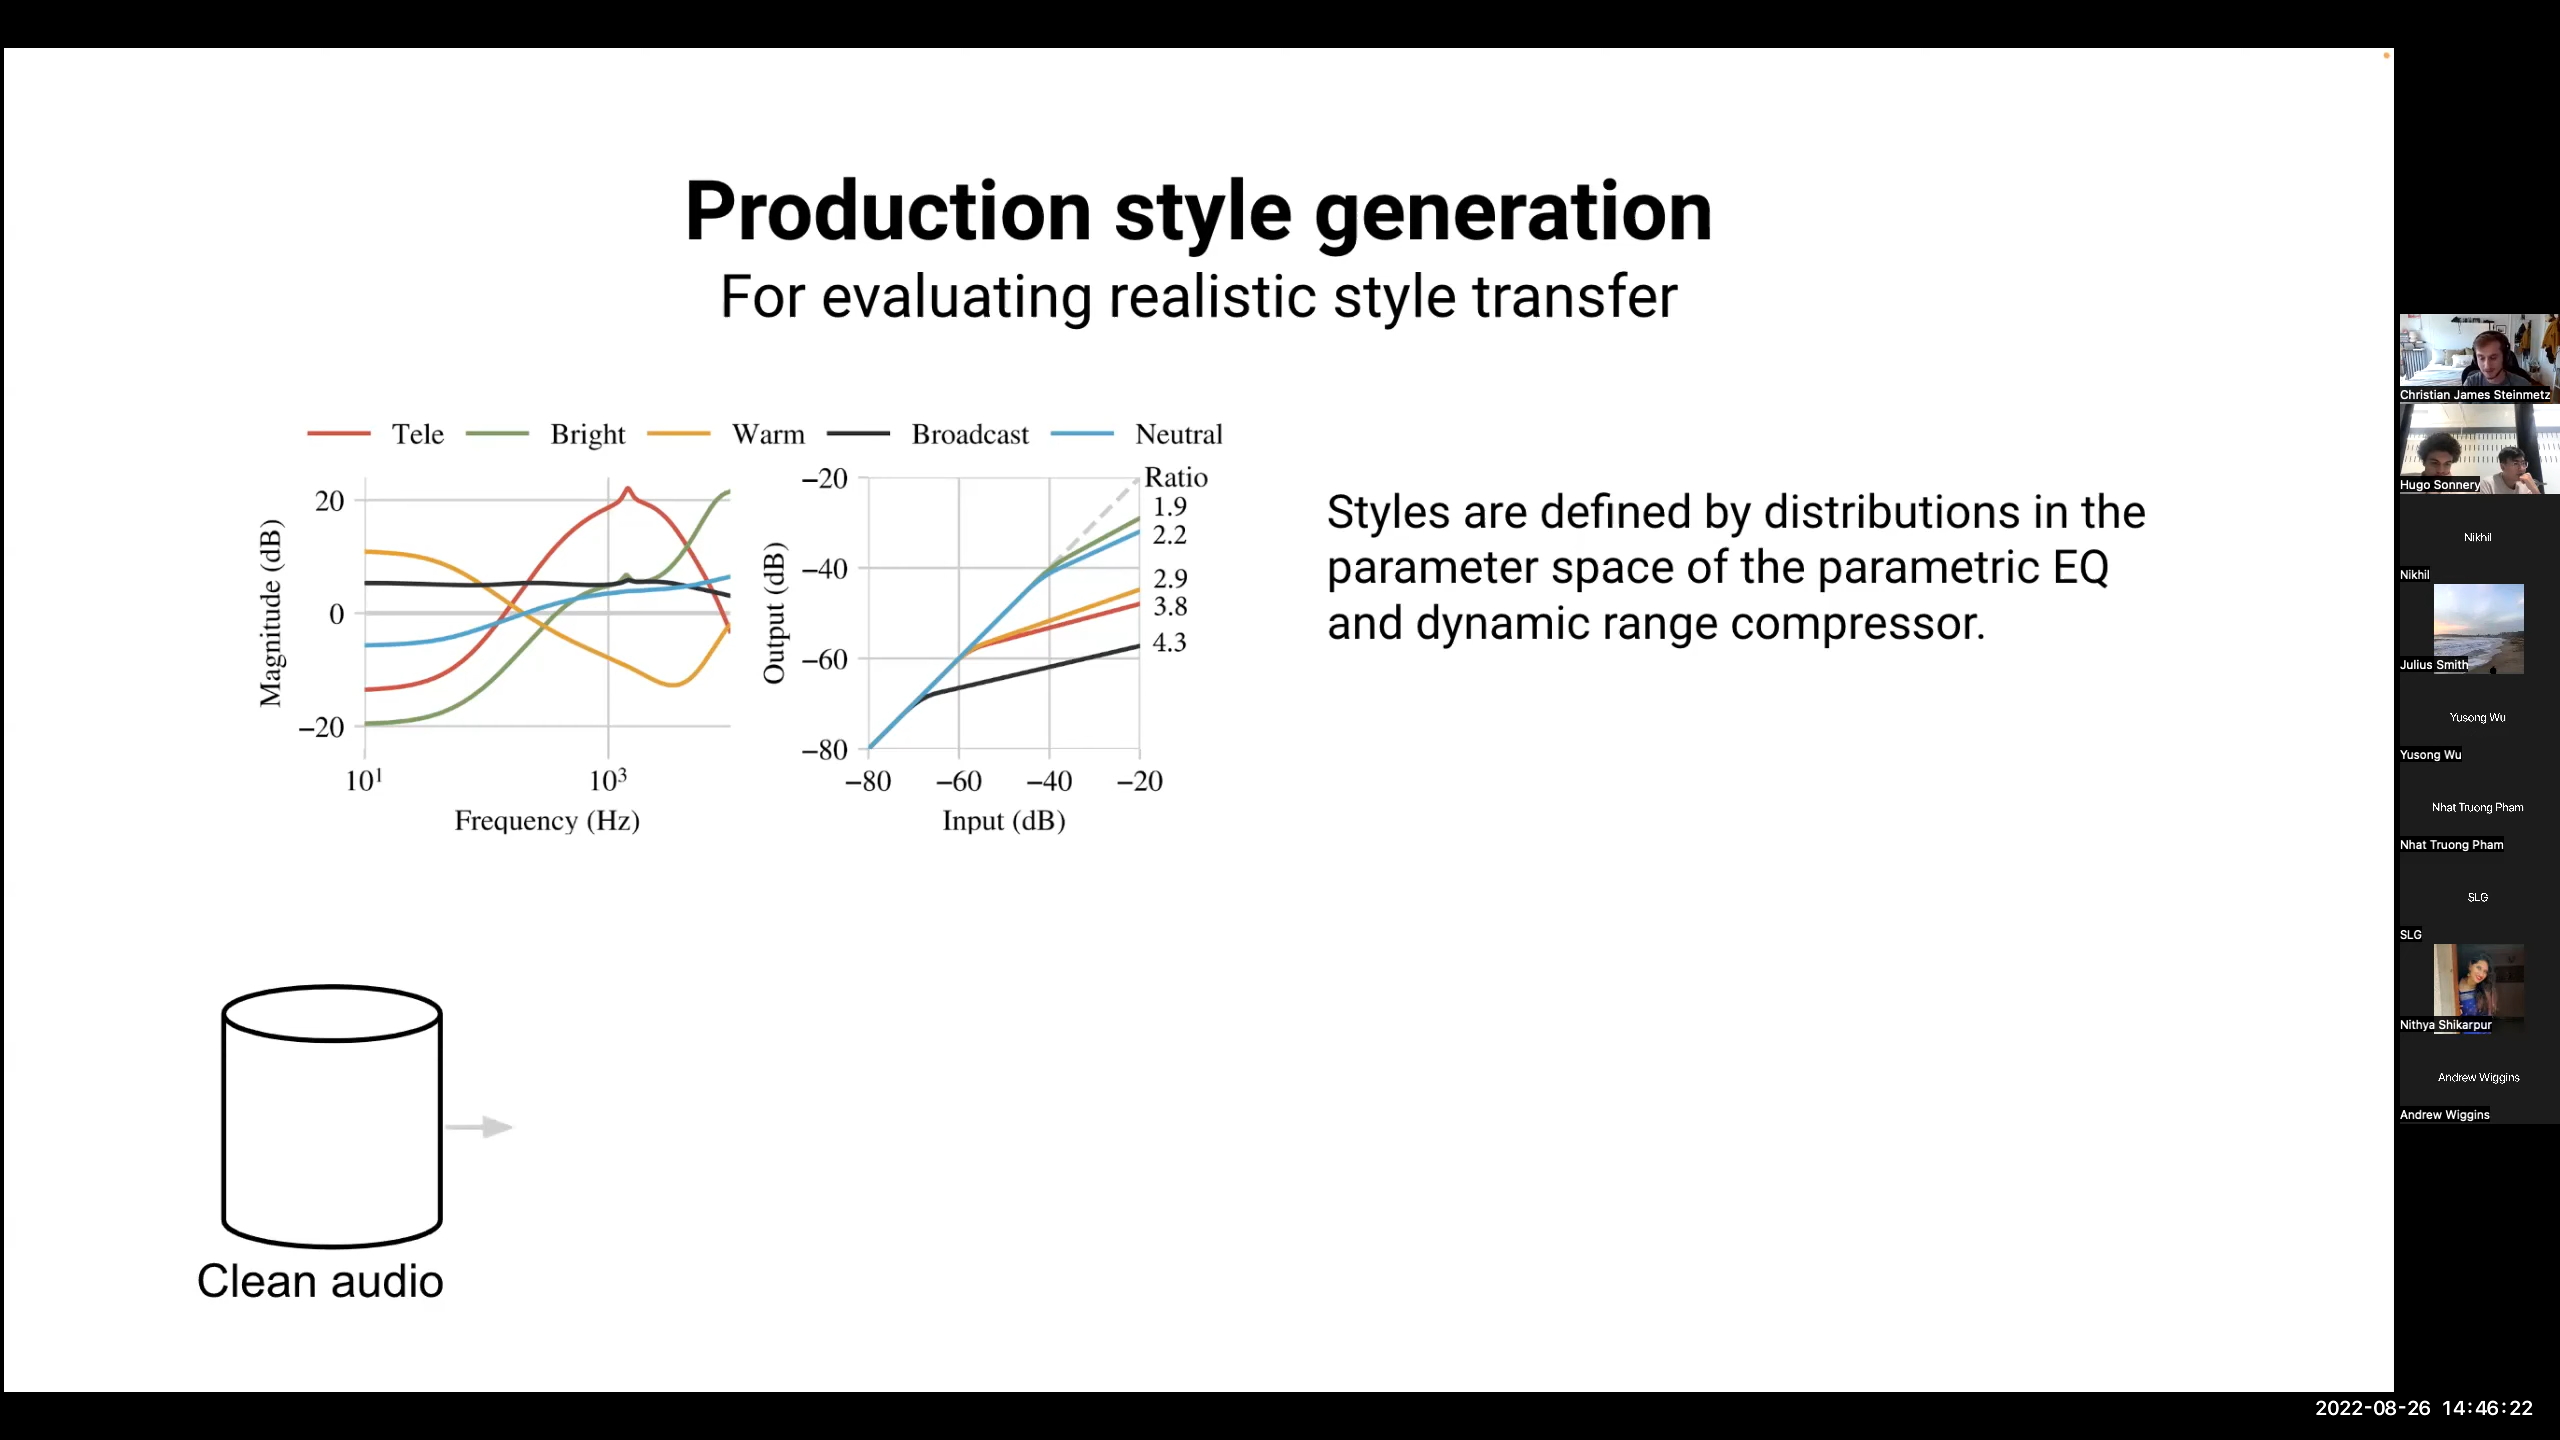 Production style generation
For evaluating realistic style transfer
Tele Bright Warm Broadcast Neutral
Magnitude (dB)
20
0
−20
10¹ 10³
Frequency (Hz)
Output (dB)
−20
−40
−60
−80
−80 −60 −40 −20
Input (dB)
Ratio
1.9
2.2
2.9
3.8
4.3
Styles are defined by distributions in the
parameter space of the parametric EQ
and dynamic range compressor.
Clean audio
Christian James Steinmetz
Hugo Sonnery
Nikhil
Nikhil
Julius Smith
Yusong Wu
Yusong Wu
Nhat Truong Pham
Nhat Truong Pham
SLG
SLG
Nithya Shikarpur
Andrew Wiggins
Andrew Wiggins
2022-08-26 14:46:22